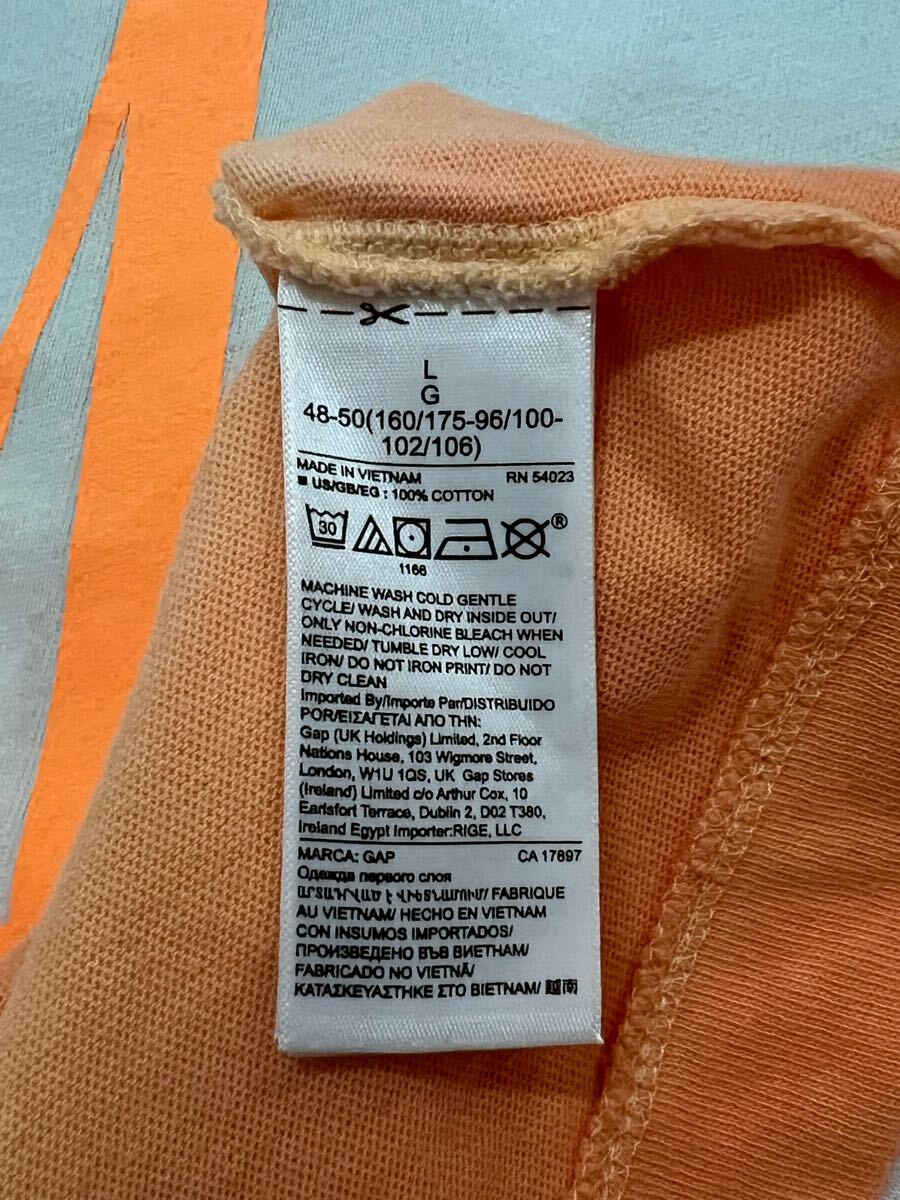 L
G
48-50(160/175-96/100-
102/106)
MADE IN VIETNAM RN 54023
US/GB/EG : 100% COTTON
30
®
1166
MACHINE WASH COLD GENTLE
CYCLE/ WASH AND DRY INSIDE OUT/
ONLY NON-CHLORINE BLEACH WHEN
NEEDED/ TUMBLE DRY LOW/ COOL
IRON/ DO NOT IRON PRINT/ DO NOT
DRY CLEAN
Imported By/Importe Par/DISTRIBUIDO
POR/ΕΙΣΑΓΕΤΑΙ ΑΠΟ ΤΗΝ:
Gap (UK Holdings) Limited, 2nd Floor
Nations House, 103 Wigmore Street,
London, W1U 1QS, UK Gap Stores
(Ireland) Limited c/o Arthur Cox, 10
Earlsfort Terrace, Dublin 2, D02 T380,
Ireland Egypt Importer:RIGE, LLC
MARCA: GAP CA 17897
Одежда первого слоя
ԱՐՏԱԴՐՎԱԾ Է ՎԻԵՏՆԱՄՈՒՄ/ FABRIQUE
AU VIETNAM/ HECHO EN VIETNAM
CON INSUMOS IMPORTADOS/
ПРОИЗВЕДЕНО ВЪВ ВИЕТНАМ/
FABRICADO NO VIETNÃ/
ΚΑΤΑΣΚΕΥΑΣΤΗΚΕ ΣΤΟ ΒΙΕΤΝΑΜ/ 越南